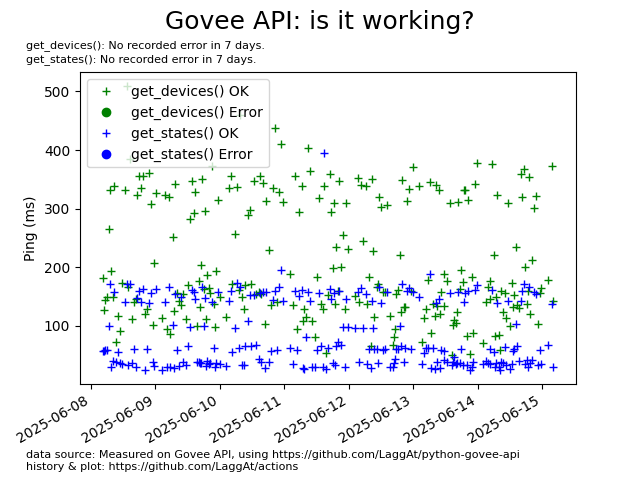 Govee API: is it working?
get_devices(): No recorded error in 7 days.
get_states(): No recorded error in 7 days.
get_devices() OK
get_devices() Error
get_states() OK
get_states() Error
Ping (ms)
500
400
300
200
100
2025-06-08
2025-06-09
2025-06-10
2025-06-11
2025-06-12
2025-06-13
2025-06-14
2025-06-15
data source: Measured on Govee API, using https://github.com/LaggAt/python-govee-api
history & plot: https://github.com/LaggAt/actions